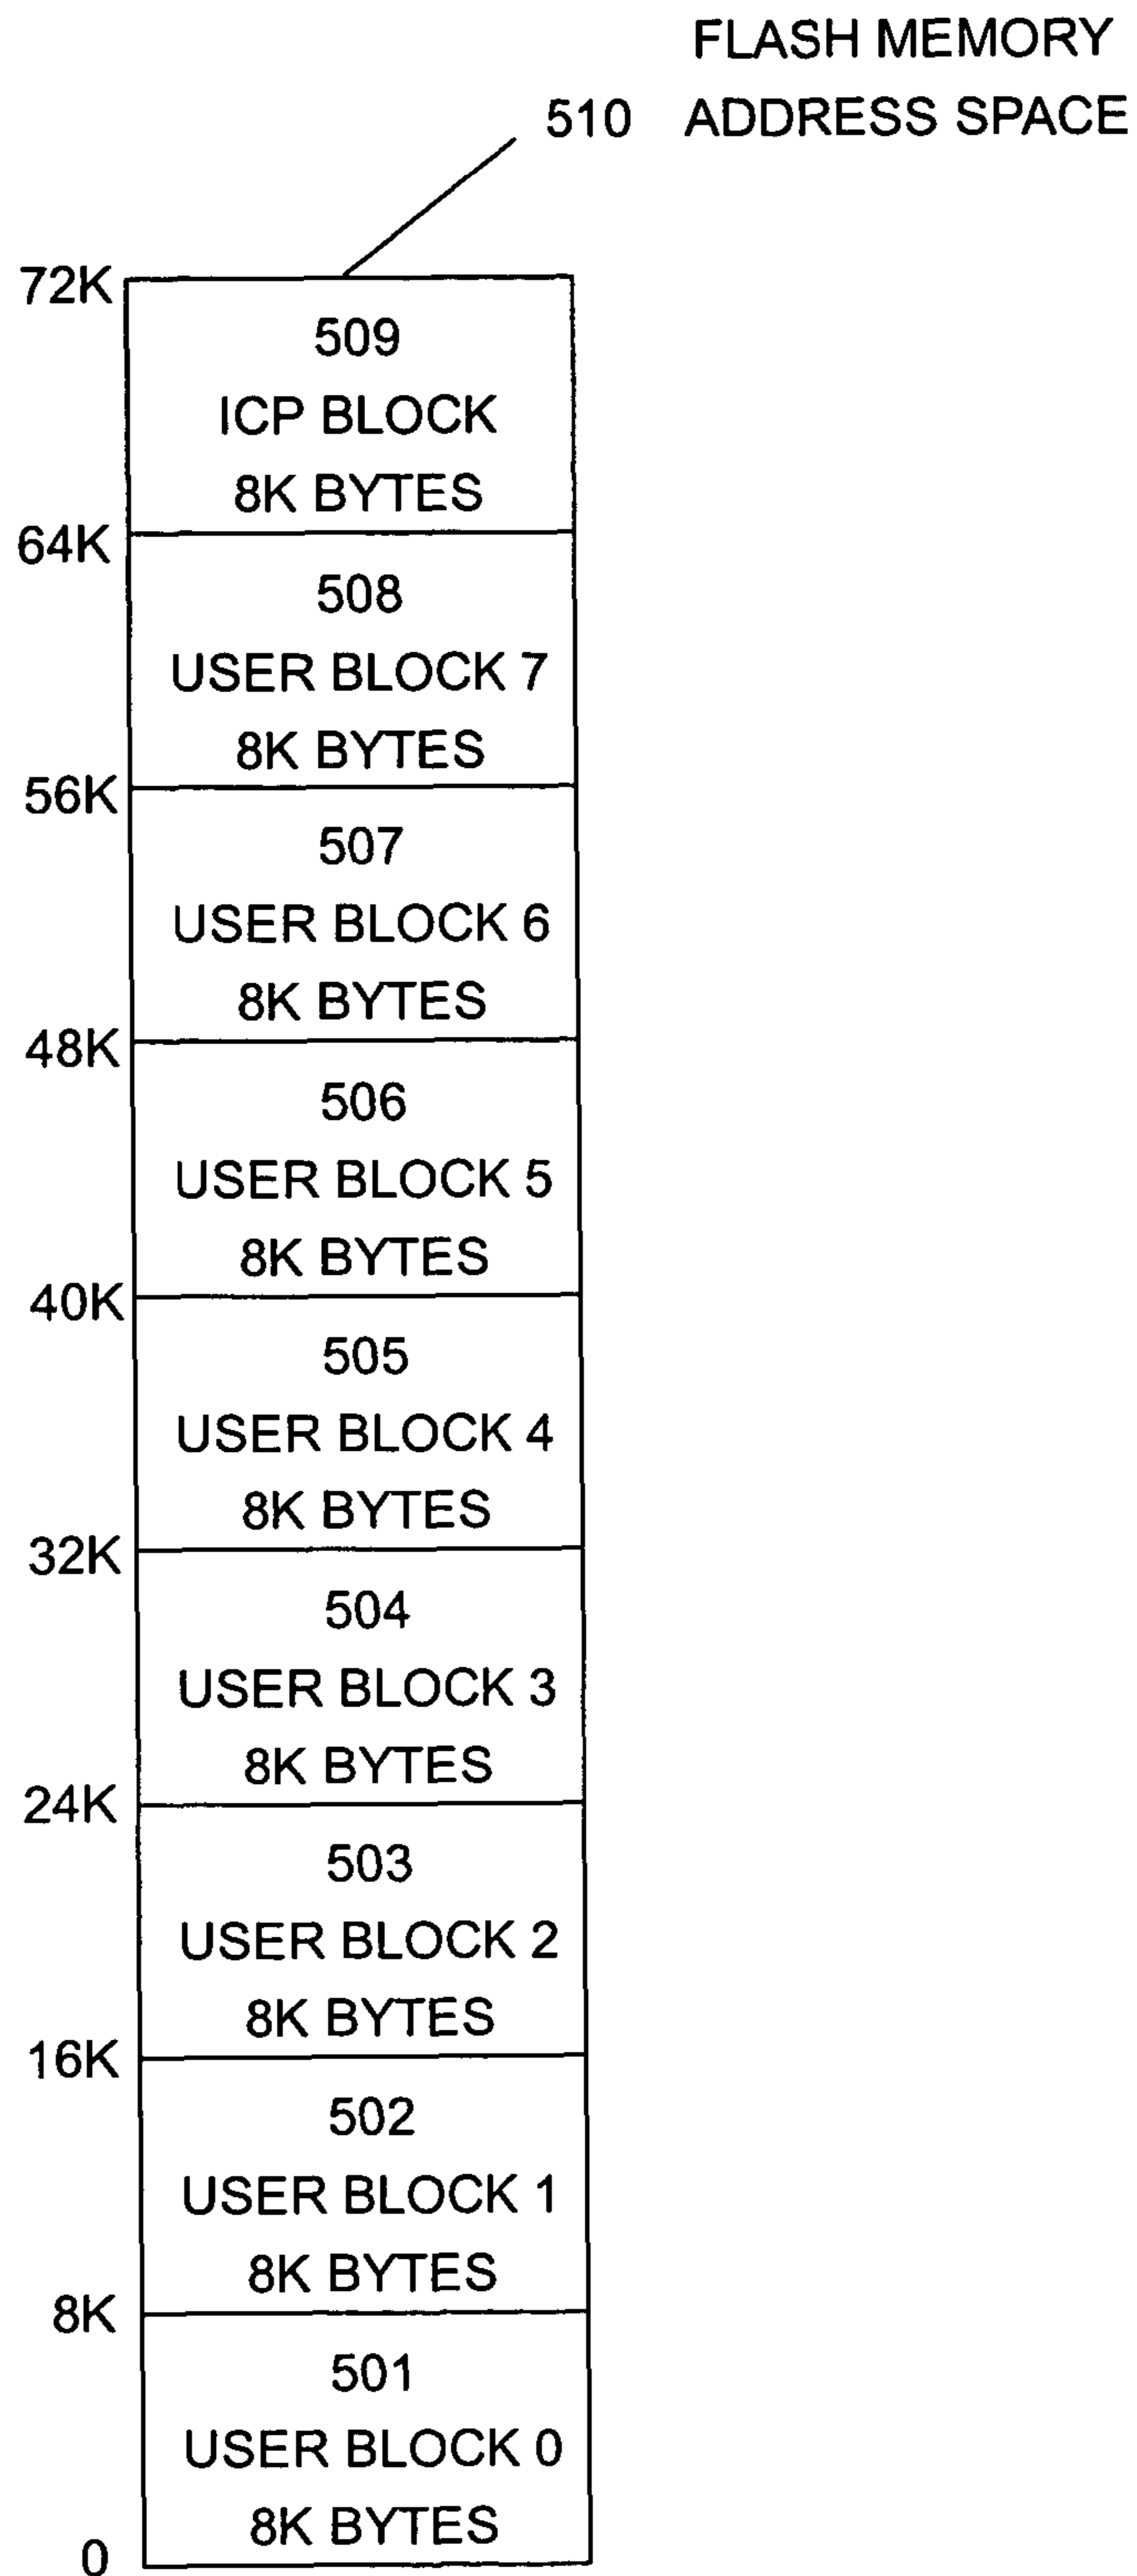 FLASH MEMORY
510 ADDRESS SPACE
72K
509
ICP BLOCK
8K BYTES
64K
508
USER BLOCK 7
8K BYTES
56K
507
USER BLOCK 6
8K BYTES
48K
506
USER BLOCK 5
8K BYTES
40K
505
USER BLOCK 4
8K BYTES
32K
504
USER BLOCK 3
8K BYTES
24K
503
USER BLOCK 2
8K BYTES
16K
502
USER BLOCK 1
8K BYTES
8K
501
USER BLOCK 0
8K BYTES
0